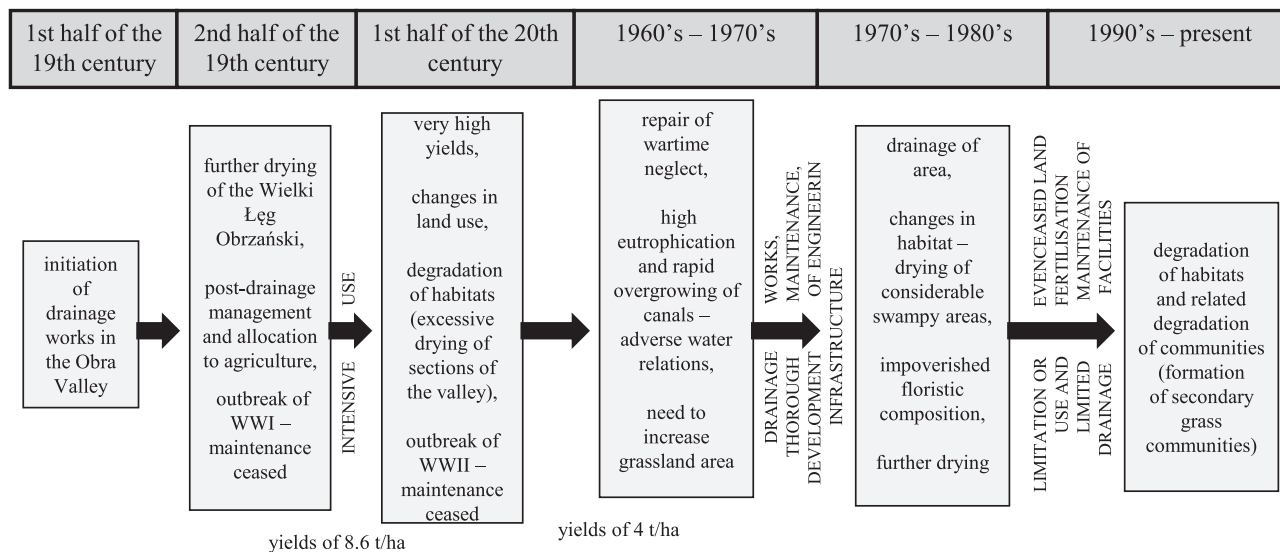 1st half of the
19th century
2nd half of the
19th century
1st half of the 20th
century
1960's – 1970's
1970's – 1980's
1990's – present
initiation
of
drainage
works in
the Obra
Valley
further drying
of the Wielki
Łęg
Obrzański,
post-drainage
management
and allocation
to agriculture,
outbreak of
WWI –
maintenance
ceased
INTENSIVE USE
very high
yields,
changes in
land use,
degradation
of habitats
(excessive
drying of
sections of
the valley),
outbreak of
WWII –
maintenance
ceased
repair of
wartime
neglect,
high
eutrophication
and rapid
overgrowing of
canals –
adverse water
relations,
need to
increase
grassland area
DRAINAGE WORKS,
THOROUGH MAINTENANCE,
DEVELOPMENT OF ENGINEERIN
INFRASTRUCTURE
drainage of
area,
changes in
habitat –
drying of
considerable
swampy areas,
impoverished
floristic
composition,
further drying
LIMITATION OR EVENCEASED LAND
USE AND FERTILISATION
LIMITED MAINTENANCE OF
DRAINAGE FACILITIES
degradation
of habitats
and related
degradation
of communities
(formation
of secondary
grass
communities)
yields of 8.6 t/ha
yields of 4 t/ha